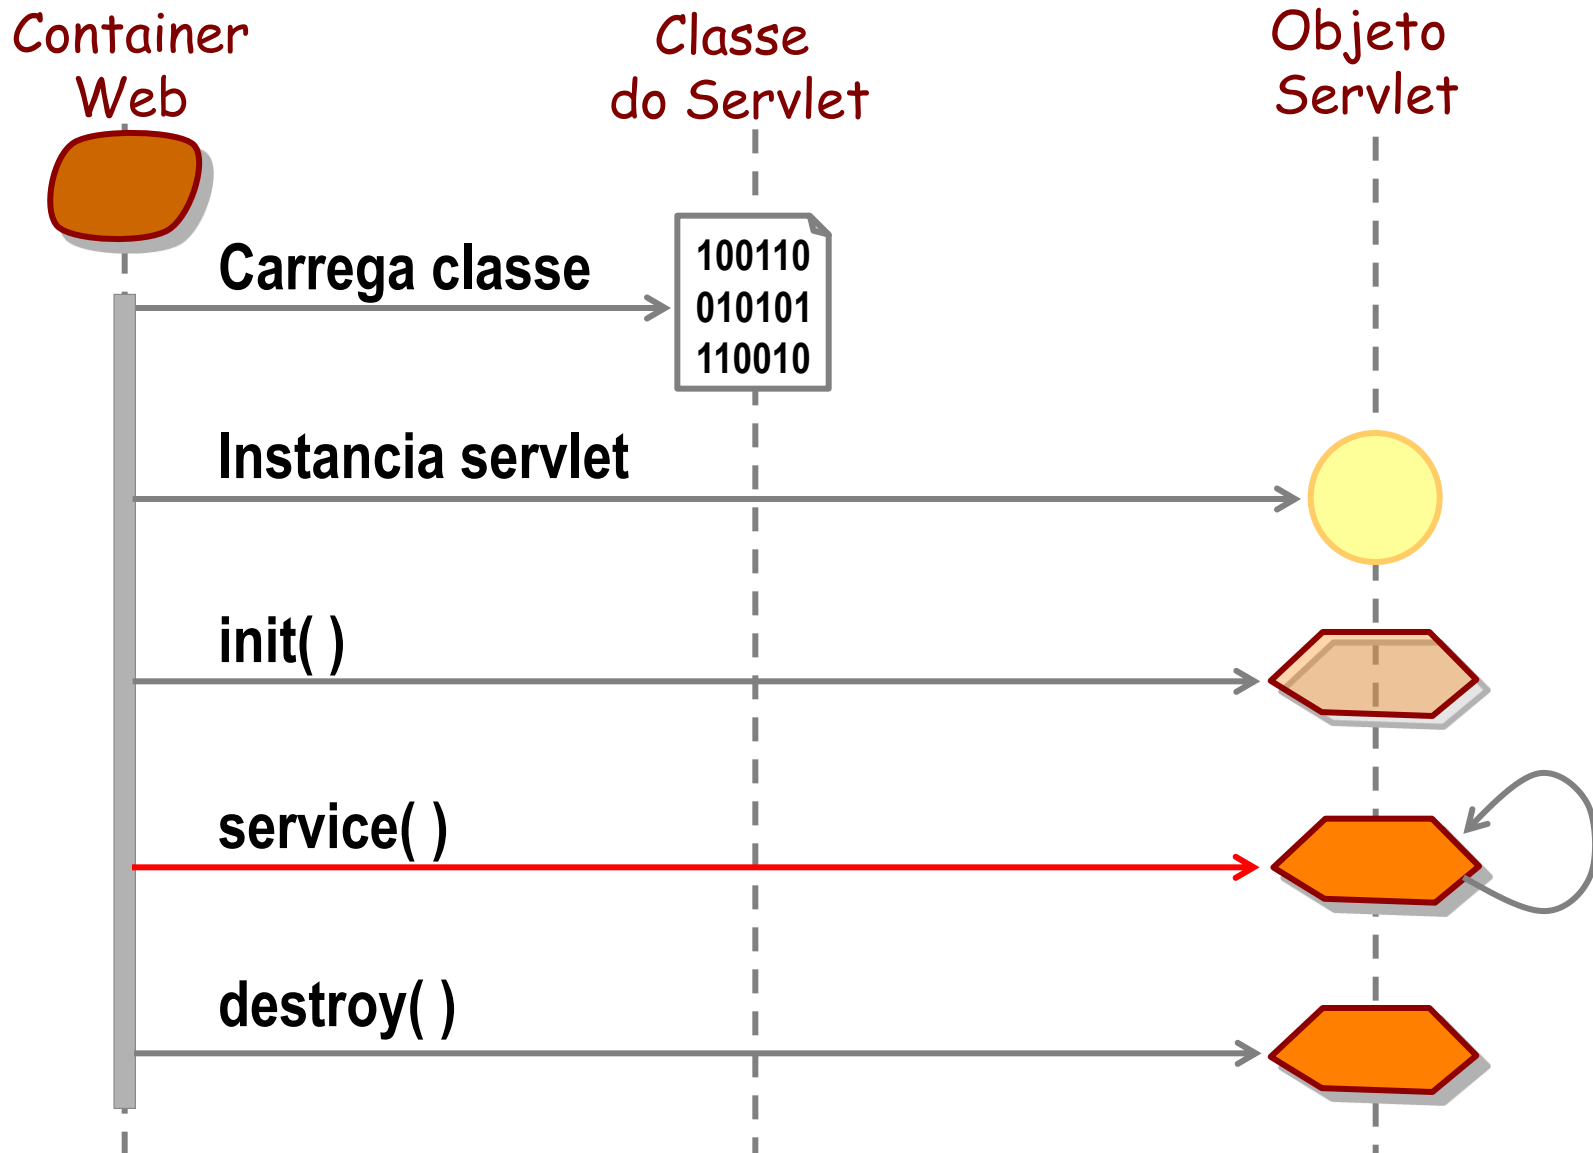 Container
Web
Classe
do Servlet
Objeto
Servlet
Carrega classe
100110
010101
110010
Instancia servlet
init( )
service( )
destroy( )